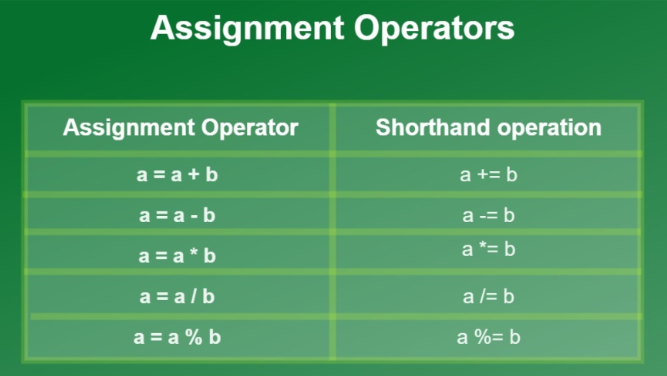 Assignment Operators
Assignment Operator Shorthand operation
a = a + b a += b
a = a - b a -= b
a = a * b a *= b
a = a / b a /= b
a = a % b a %= b